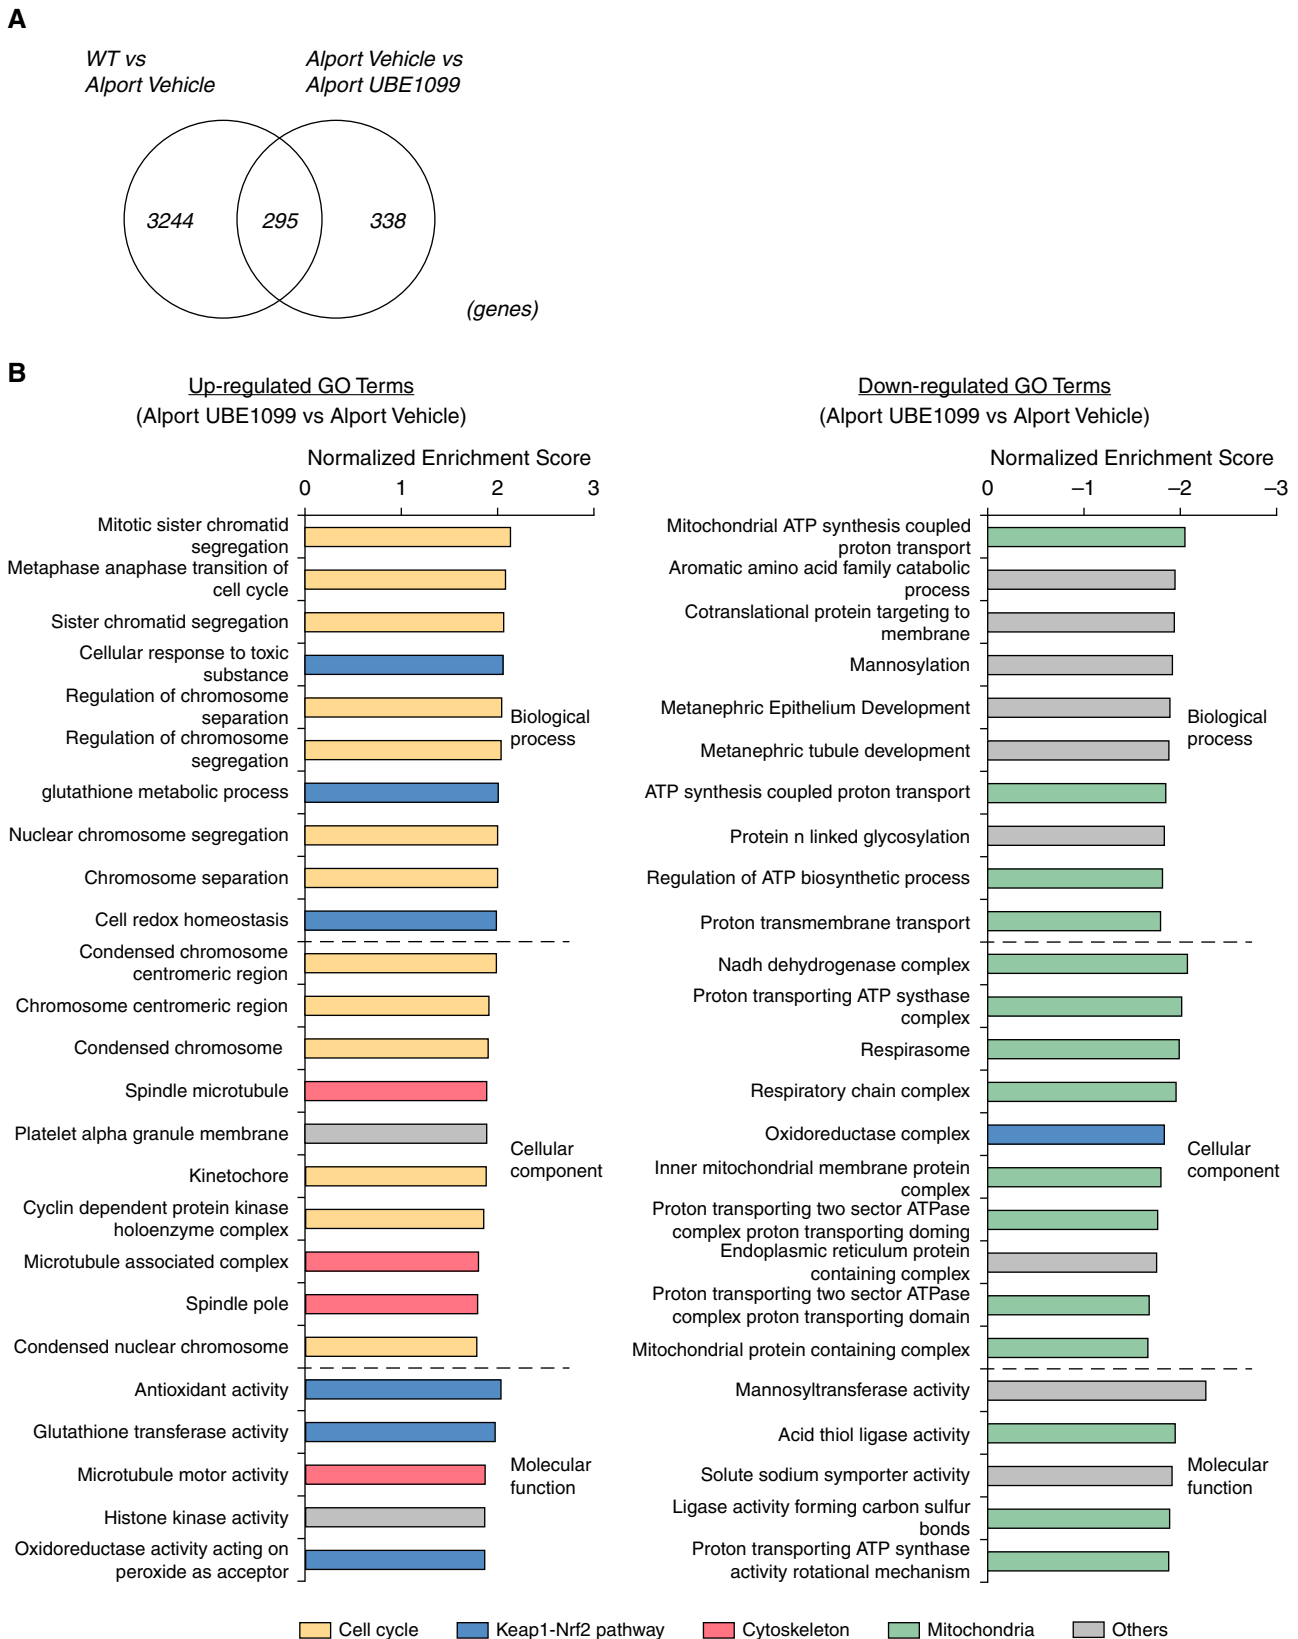 A
WT vs
Alport Vehicle
Alport Vehicle vs
Alport UBE1099
3244
295
338
(genes)
B
Up-regulated GO Terms
(Alport UBE1099 vs Alport Vehicle)
Normalized Enrichment Score
0 1 2 3
Mitotic sister chromatid
segregation
Metaphase anaphase transition of
cell cycle
Sister chromatid segregation
Cellular response to toxic
substance
Regulation of chromosome
separation
Regulation of chromosome
segregation
glutathione metabolic process
Nuclear chromosome segregation
Chromosome separation
Cell redox homeostasis
Biological
process
Condensed chromosome
centromeric region
Chromosome centromeric region
Condensed chromosome
Spindle microtubule
Platelet alpha granule membrane
Kinetochore
Cyclin dependent protein kinase
holoenzyme complex
Microtubule associated complex
Spindle pole
Condensed nuclear chromosome
Cellular
component
Antioxidant activity
Glutathione transferase activity
Microtubule motor activity
Histone kinase activity
Oxidoreductase activity acting on
peroxide as acceptor
Molecular
function
Down-regulated GO Terms
(Alport UBE1099 vs Alport Vehicle)
Normalized Enrichment Score
0 –1 –2 –3
Mitochondrial ATP synthesis coupled
proton transport
Aromatic amino acid family catabolic
process
Cotranslational protein targeting to
membrane
Mannosylation
Metanephric Epithelium Development
Metanephric tubule development
ATP synthesis coupled proton transport
Protein n linked glycosylation
Regulation of ATP biosynthetic process
Proton transmembrane transport
Biological
process
Nadh dehydrogenase complex
Proton transporting ATP systhase
complex
Respirasome
Respiratory chain complex
Oxidoreductase complex
Inner mitochondrial membrane protein
complex
Proton transporting two sector ATPase
complex proton transporting doming
Endoplasmic reticulum protein
containing complex
Proton transporting two sector ATPase
complex proton transporting domain
Mitochondrial protein containing complex
Cellular
component
Mannosyltransferase activity
Acid thiol ligase activity
Solute sodium symporter activity
Ligase activity forming carbon sulfur
bonds
Proton transporting ATP synthase
activity rotational mechanism
Molecular
function
Cell cycle
Keap1-Nrf2 pathway
Cytoskeleton
Mitochondria
Others